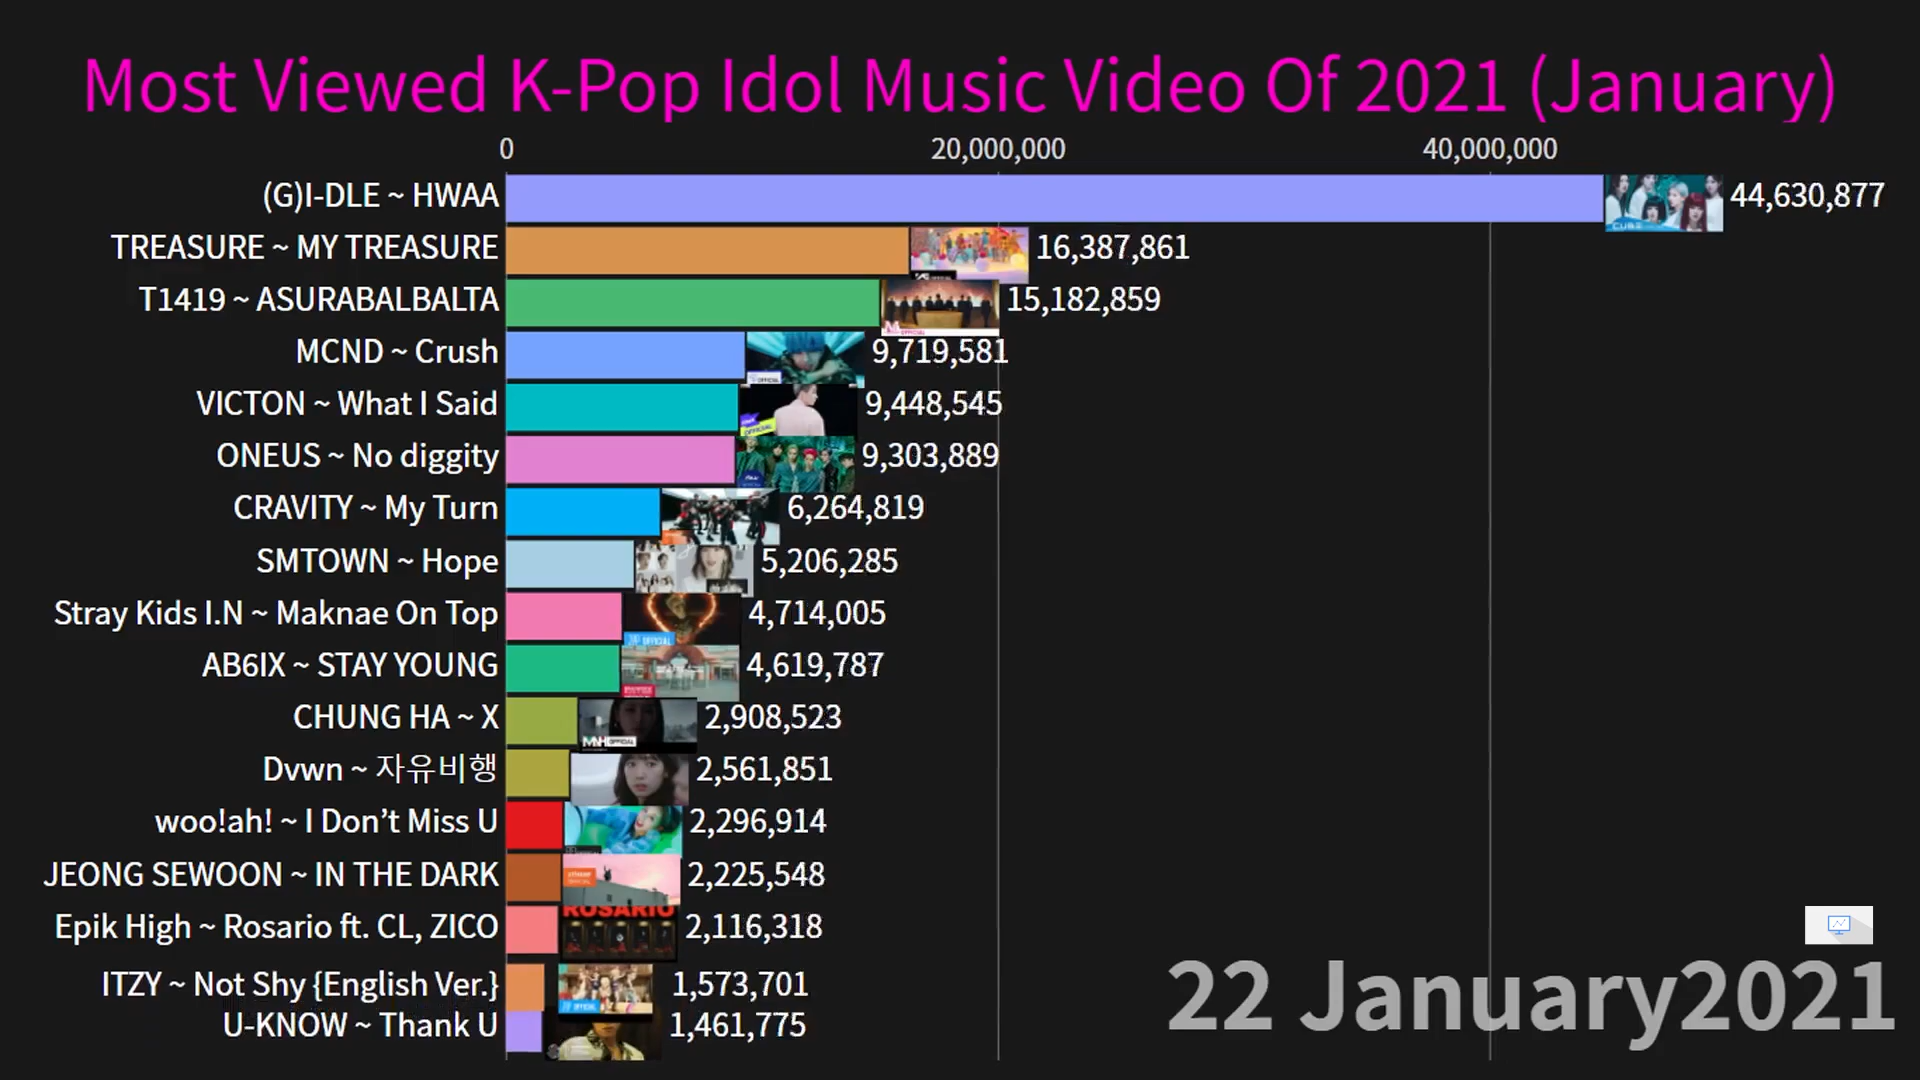 Most Viewed K-Pop Idol Music Video Of 2021 (January)
0 20,000,000 40,000,000
(G)I-DLE ~ HWAA 44,630,877
TREASURE ~ MY TREASURE 16,387,861
T1419 ~ ASURABALBALTA 15,182,859
MCND ~ Crush 9,719,581
VICTON ~ What I Said 9,448,545
ONEUS ~ No diggity 9,303,889
CRAVITY ~ My Turn 6,264,819
SMTOWN ~ Hope 5,206,285
Stray Kids I.N ~ Maknae On Top 4,714,005
AB6IX ~ STAY YOUNG 4,619,787
CHUNG HA ~ X MNH OFFICIAL 2,908,523
Dvwn ~ 자유비행 2,561,851
woo!ah! ~ I Don’t Miss U 2,296,914
JEONG SEWOON ~ IN THE DARK 2,225,548
Epik High ~ Rosario ft. CL, ZICO ROSARIO 2,116,318
ITZY ~ Not Shy {English Ver.} 1,573,701
U-KNOW ~ Thank U 1,461,775
22 January2021